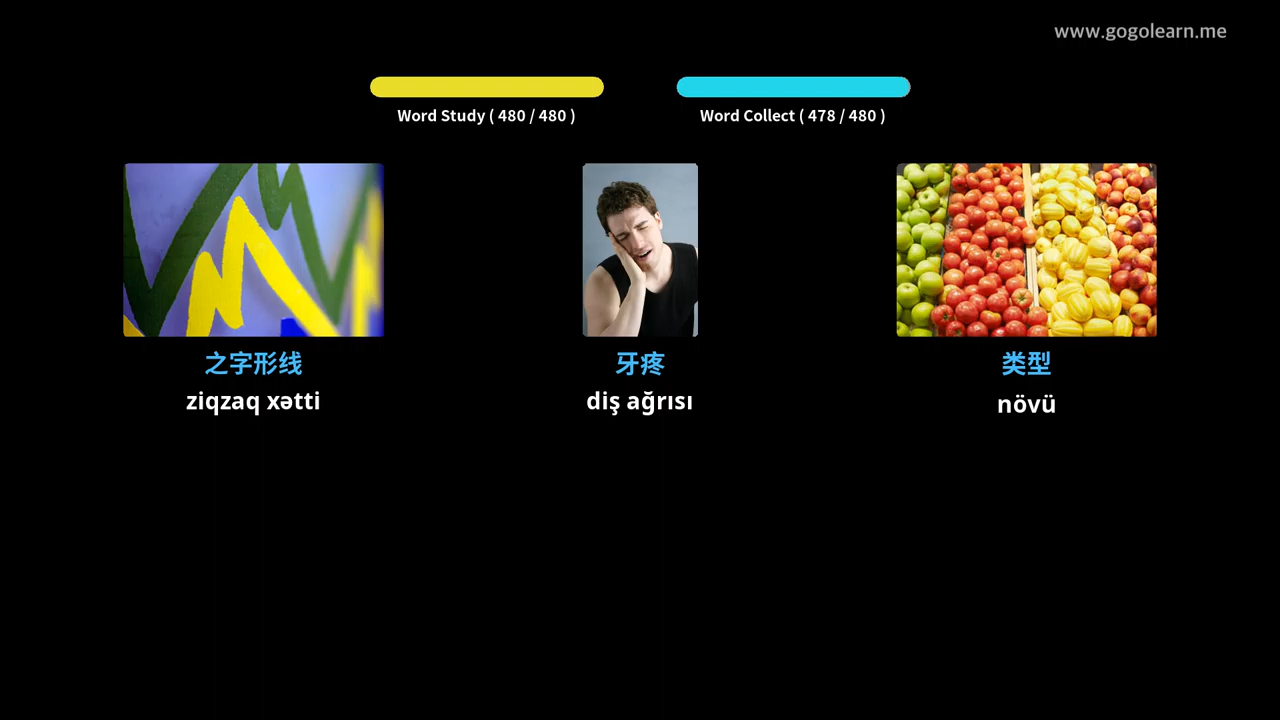 www.gogolearn.me
Word Study ( 480 / 480 )
Word Collect ( 478 / 480 )
之字形线
牙疼
类型
ziqzaq xətti
diş ağrısı
növü